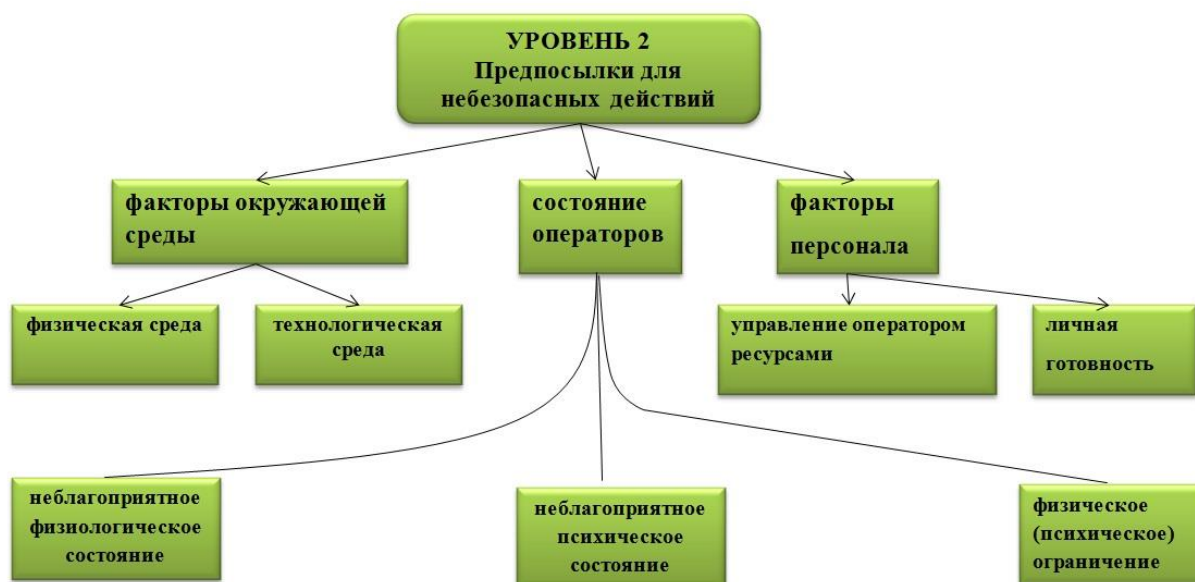 УРОВЕНЬ 2
Предпосылки для
небезопасных действий
факторы окружающей
среды
состояние
операторов
факторы
персонала
физическая среда
технологическая
среда
управление оператором
ресурсами
личная
готовность
неблагоприятное
физиологическое
состояние
неблагоприятное
психическое
состояние
физическое
(психическое)
ограничение